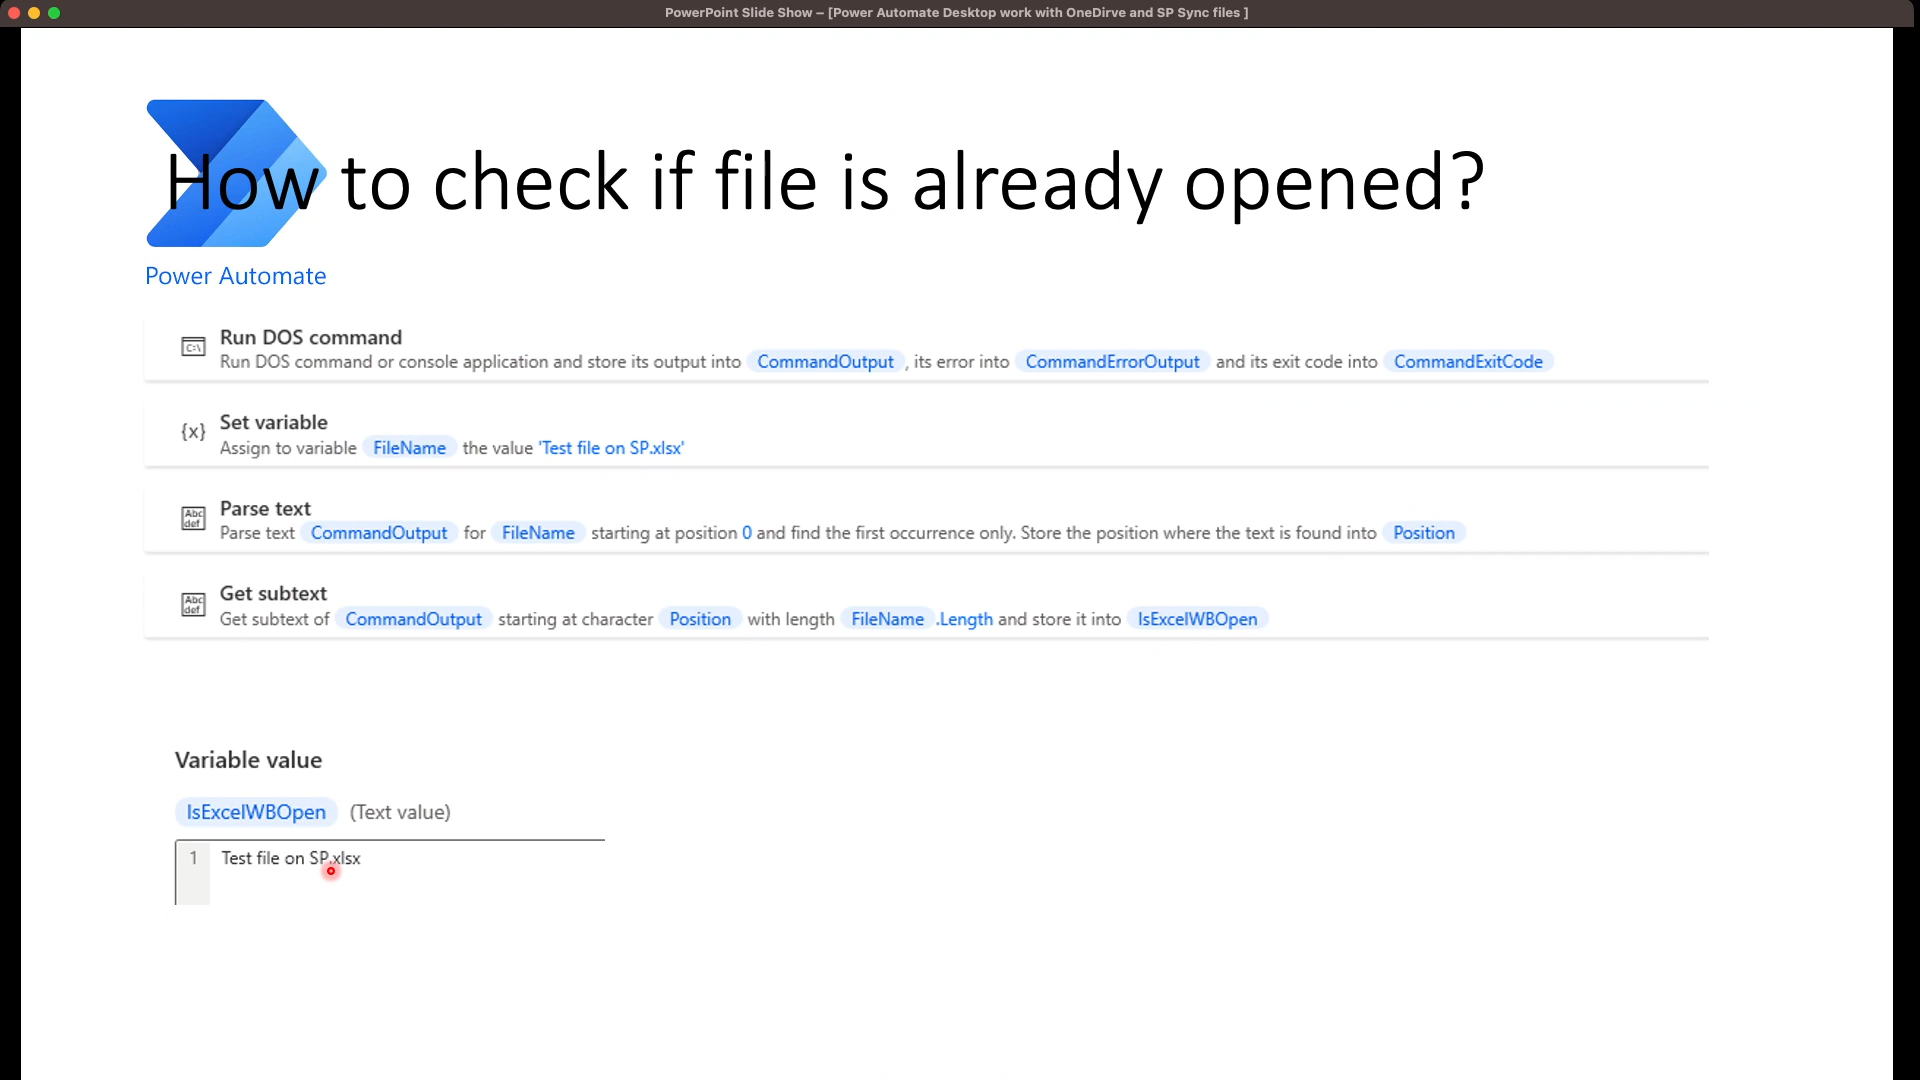 PowerPoint Slide Show – [Power Automate Desktop work with OneDirve and SP Sync files ]
How to check if file is already opened?
Power Automate
C:\
Run DOS command
Run DOS command or console application and store its output into CommandOutput , its error into CommandErrorOutput and its exit code into CommandExitCode
{x}
Set variable
Assign to variable FileName the value 'Test file on SP.xlsx'
Abc
def
Parse text
Parse text CommandOutput for FileName starting at position 0 and find the first occurrence only. Store the position where the text is found into Position
Abc
def
Get subtext
Get subtext of CommandOutput starting at character Position with length FileName .Length and store it into IsExcelWBOpen
Variable value
IsExcelWBOpen (Text value)
1 Test file on SP.xlsx